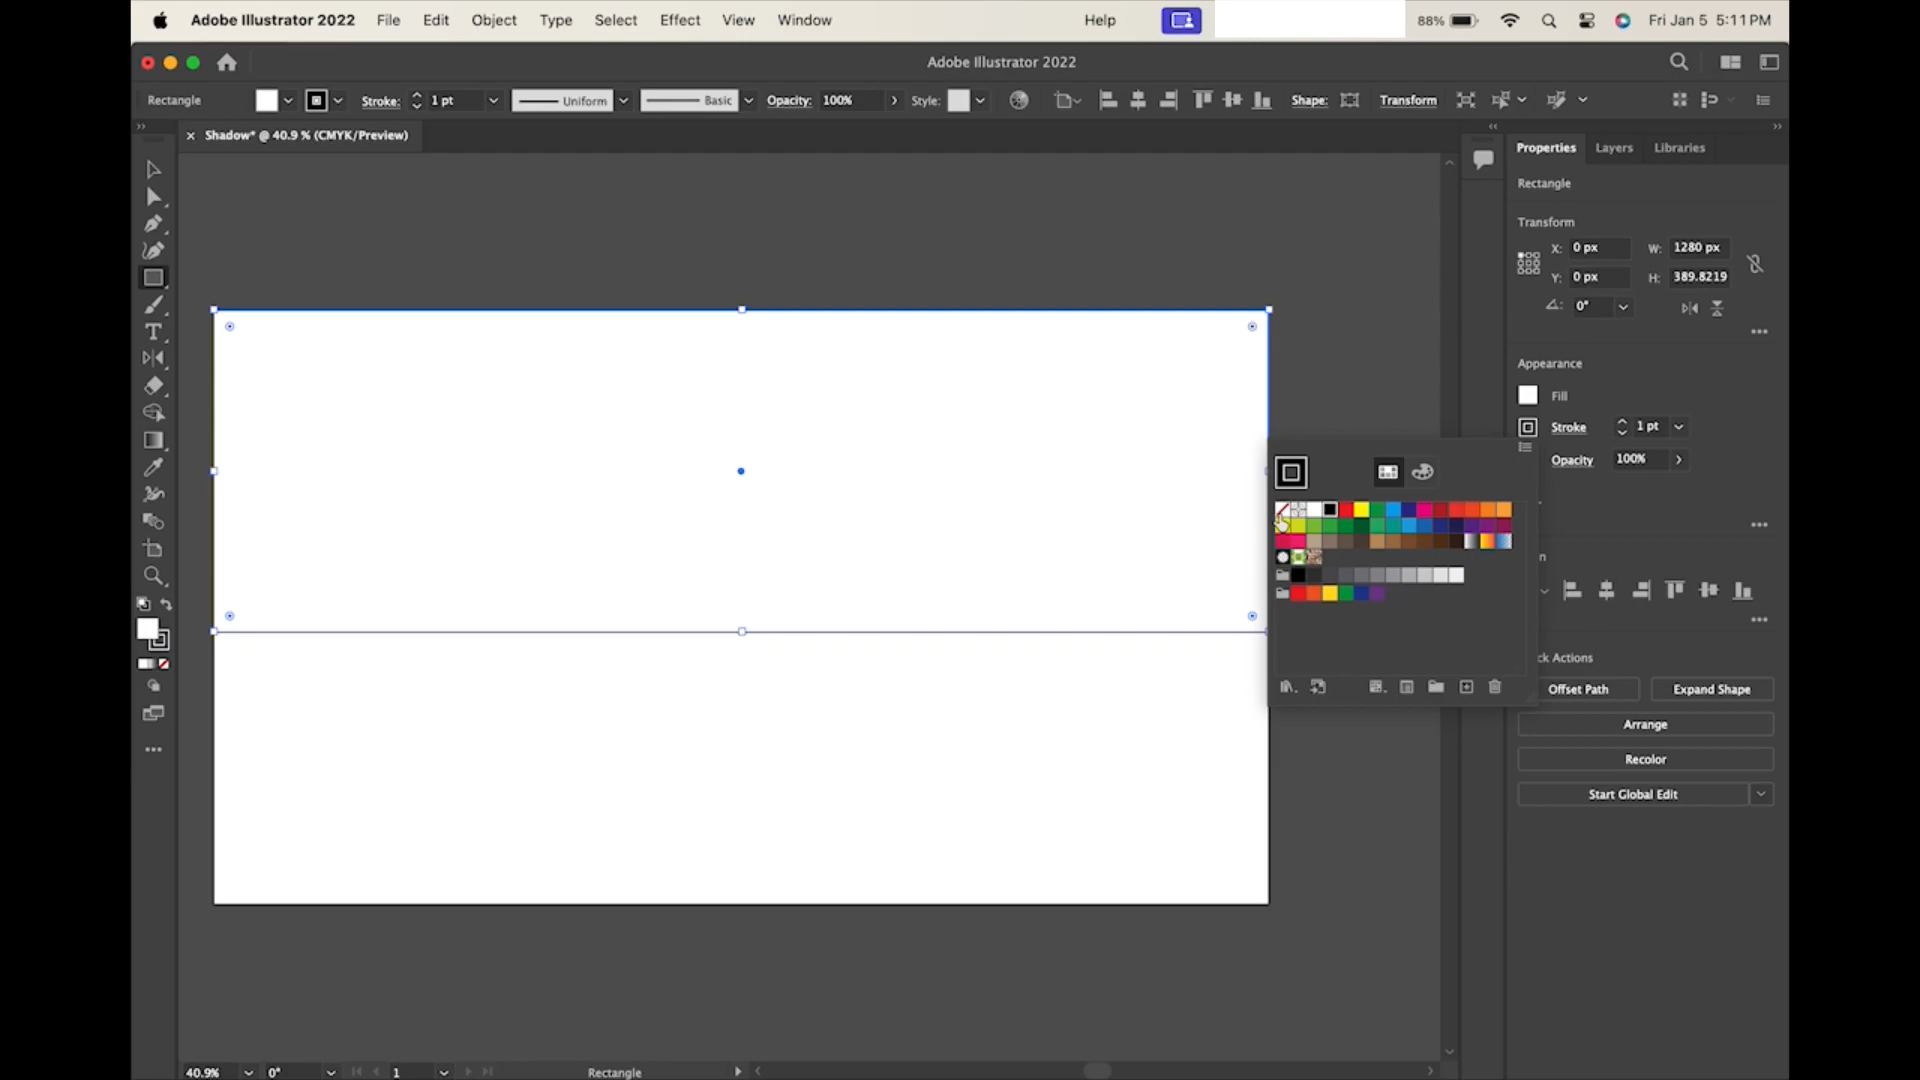 Adobe Illustrator 2022 File Edit Object Type Select Effect View Window Help 88% Fri Jan 5 5:11 PM
Adobe Illustrator 2022
Rectangle Stroke: 1 pt Uniform Basic Opacity: 100% Style: Shape: Transform
Shadow* @ 40.9 % (CMYK/Preview)
Properties Layers Libraries
Rectangle
Transform
X: 0 px W: 1280 px
Y: 0 px H: 389.8219
0°
Appearance
Fill
Stroke 1 pt
Opacity 100%
n
ck Actions
Offset Path Expand Shape
Arrange
Recolor
Start Global Edit
40.9% 0° 1 Rectangle